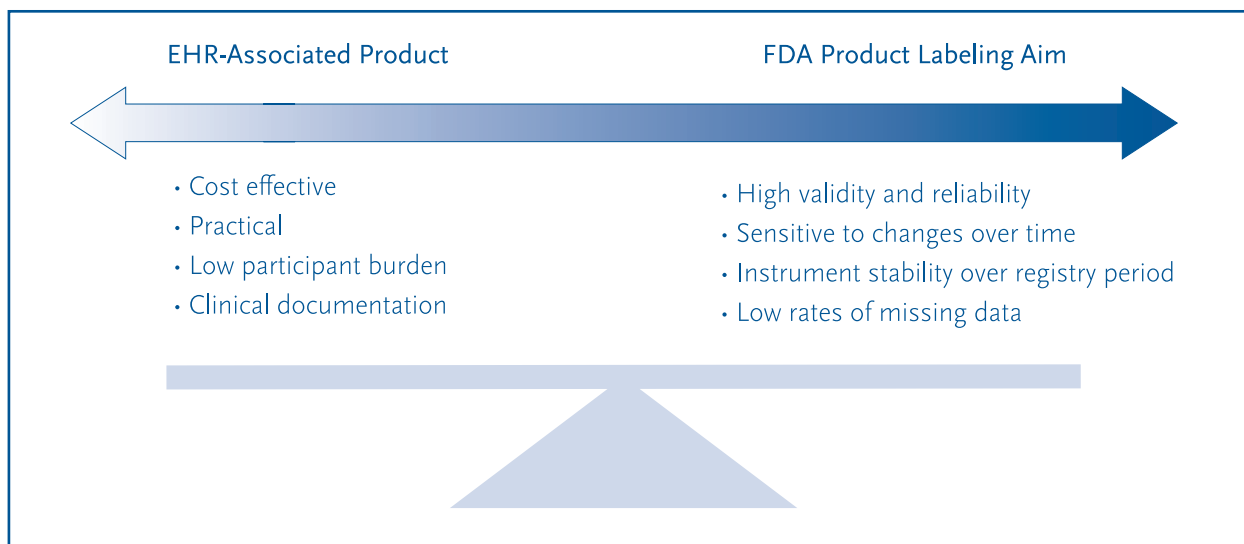 EHR-Associated Product
FDA Product Labeling Aim
• Cost effective
• Practical
• Low participant burden
• Clinical documentation
• High validity and reliability
• Sensitive to changes over time
• Instrument stability over registry period
• Low rates of missing data